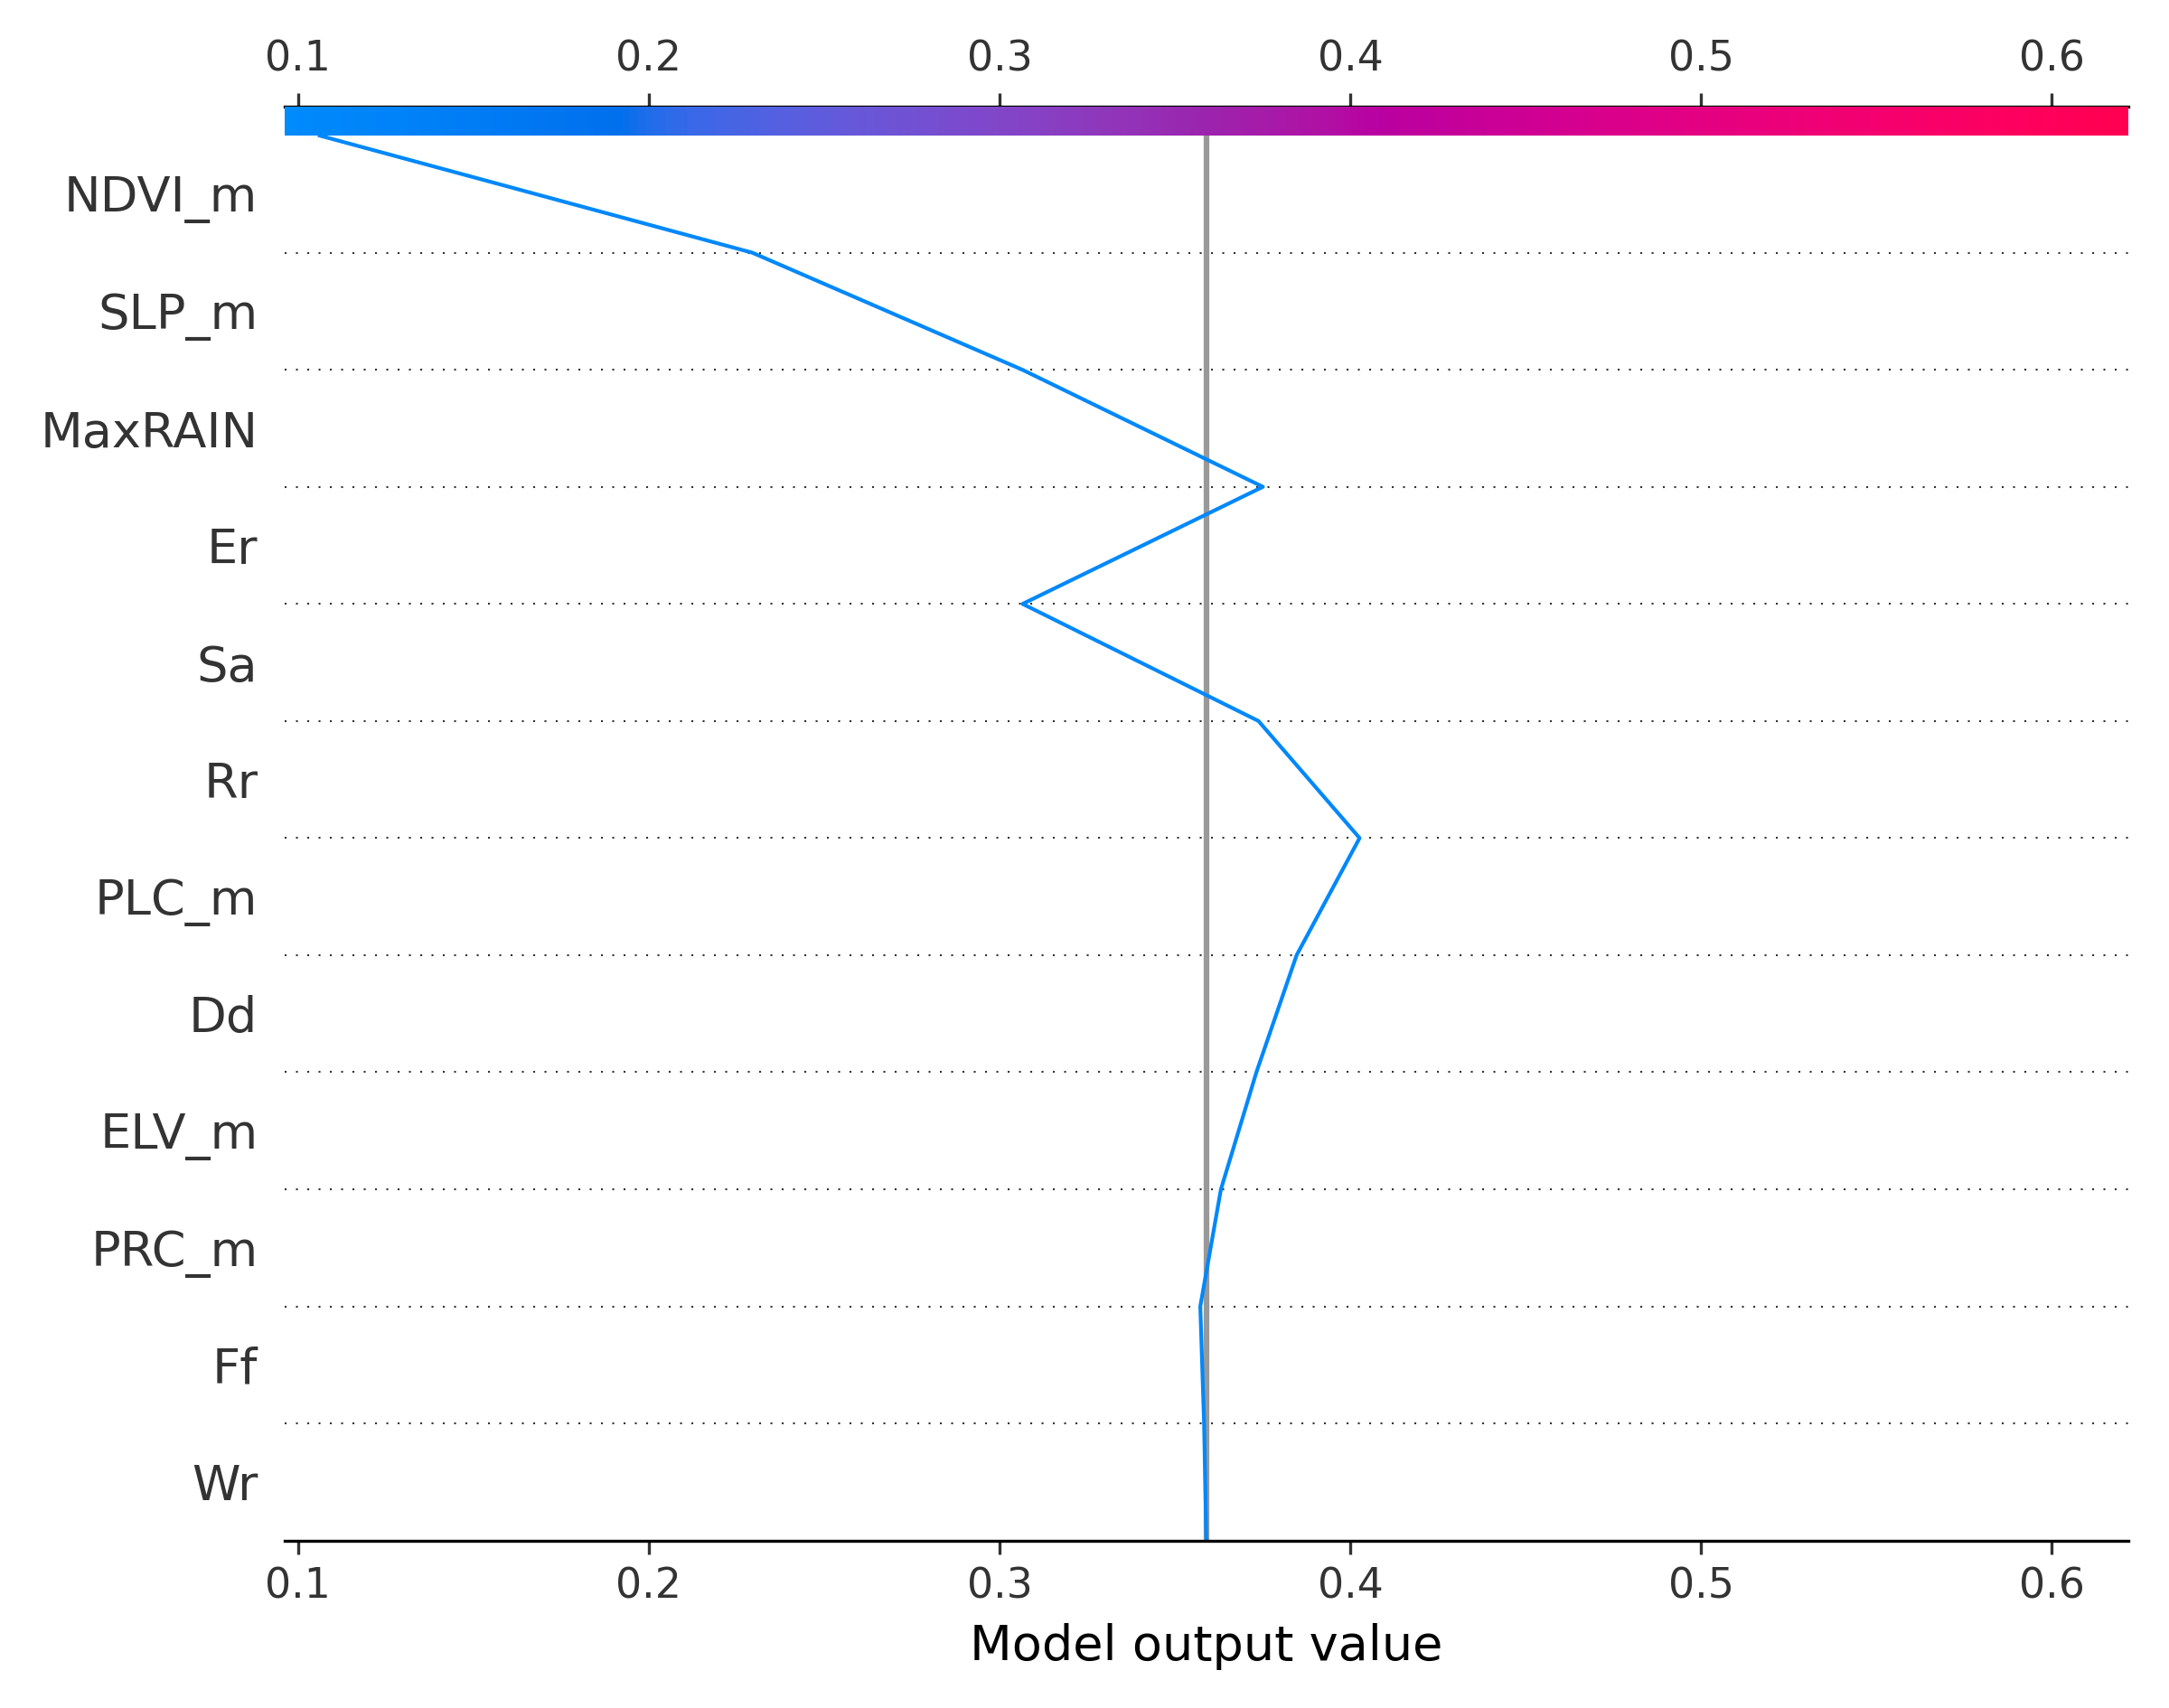 0.1 0.2 0.3 0.4 0.5 0.6
NDVI_m
SLP_m
MaxRAIN
Er
Sa
Rr
PLC_m
Dd
ELV_m
PRC_m
Ff
Wr
0.1 0.2 0.3 0.4 0.5 0.6
Model output value